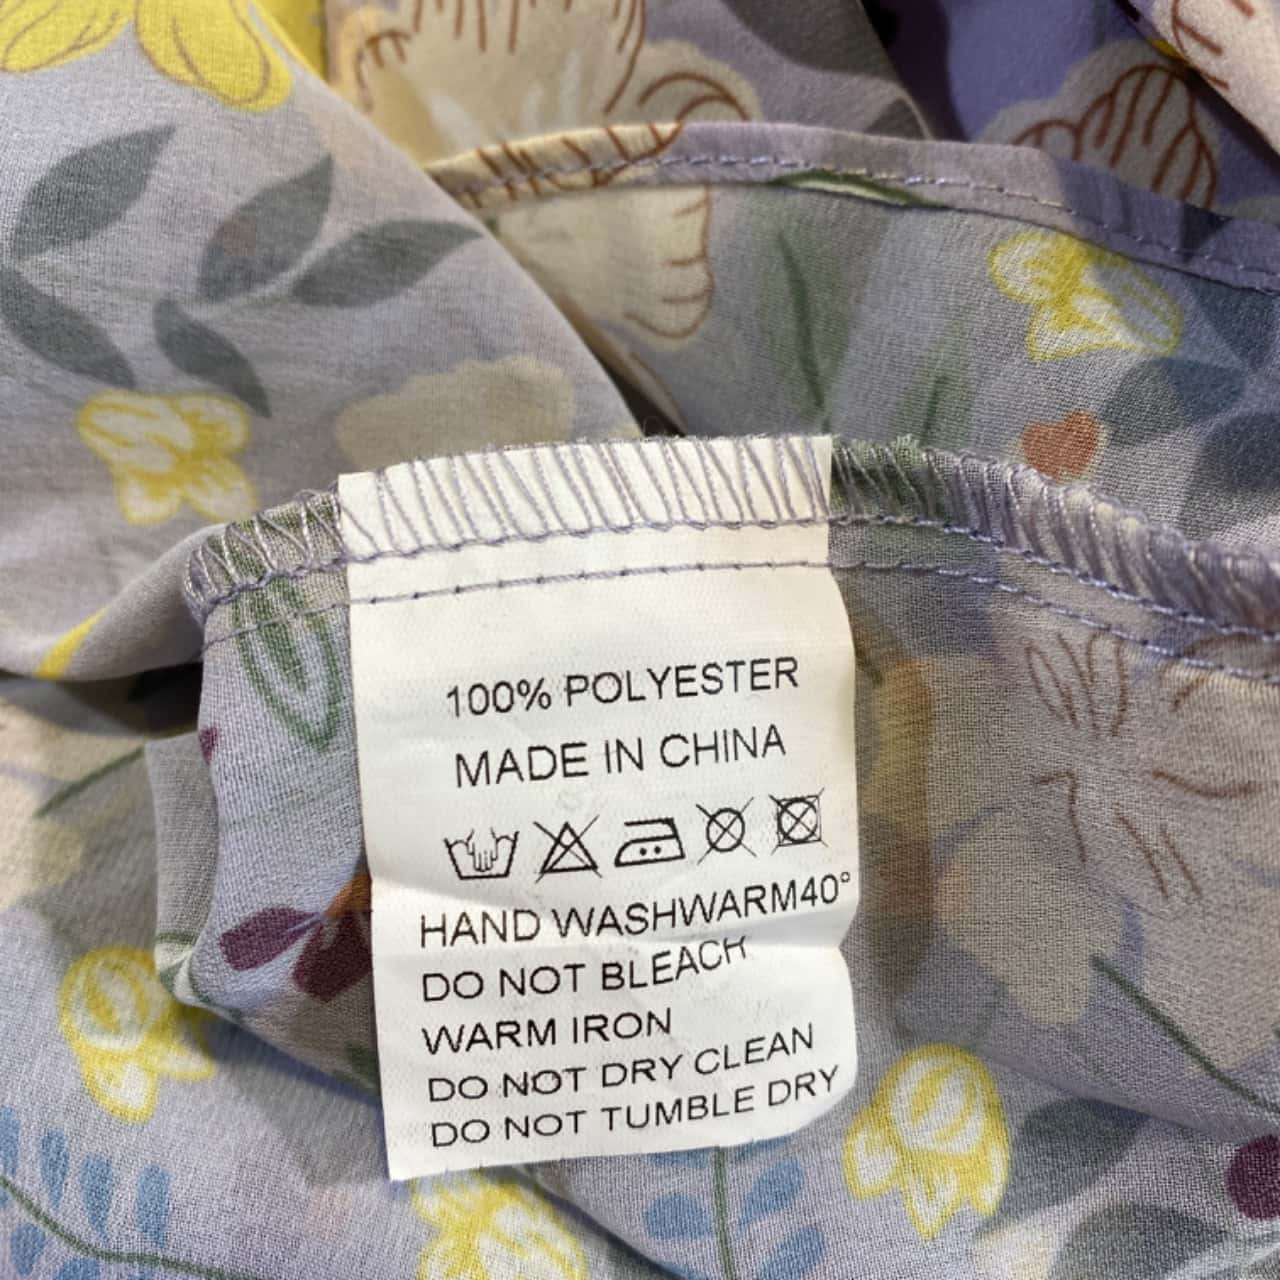 100% POLYESTER
MADE IN CHINA
HAND WASHWARM40°
DO NOT BLEACH
WARM IRON
DO NOT DRY CLEAN
DO NOT TUMBLE DRY